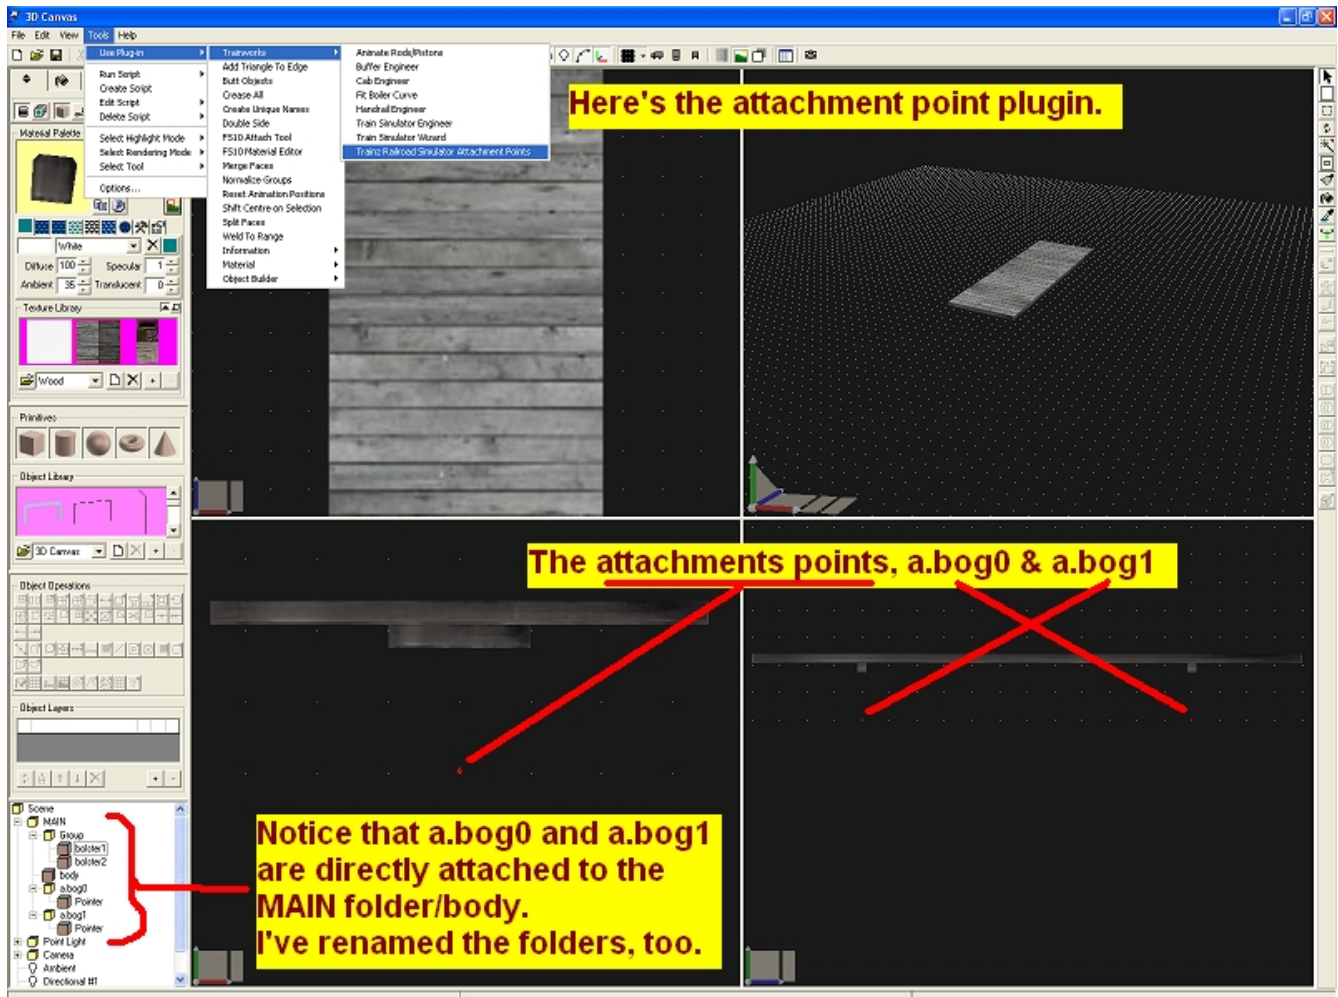 3D Canvas
File Edit View Tools Help
Use Plug-in
Run Script
Create Script
Edit Script
Delete Script
Select Highlight Mode
Select Rendering Mode
Select Tool
Options...
Trainworks
Add Triangle To Edge
Butt Objects
Crease All
Create Unique Names
Double Side
FS10 Attach Tool
FS10 Material Editor
Merge Faces
Normalize Groups
Reset Animation Positions
Shift Centre on Selection
Split Faces
Weld To Range
Information
Material
Object Builder
Animate Rods/Pistons
Buffer Engineer
Cab Engineer
Fit Boiler Curve
Handrail Engineer
Train Simulator Engineer
Train Simulator Wizard
Trainz Railroad Simulator Attachment Points
Here's the attachment point plugin.
Material Palette
White
Diffuse 100 Specular 1
Ambient 35 Translucent 0
Texture Library
Wood
Primitives
Object Library
3D Canvas
Object Operations
Object Layers
The attachments points, a.bog0 & a.bog1
Scene
MAIN
Group
bolster1
bolster2
body
a.bog0
Pointer
a.bog1
Pointer
Point Light
Camera
Ambient
Directional #1
Notice that a.bog0 and a.bog1
are directly attached to the
MAIN folder/body.
I've renamed the folders, too.